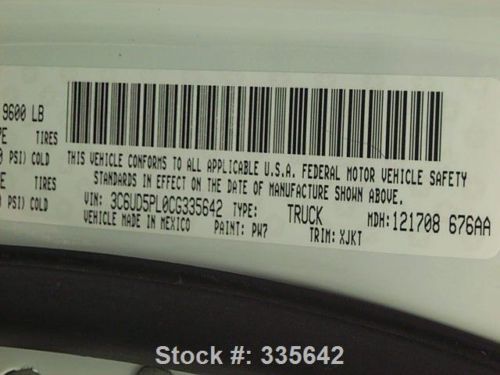 9600 LB
TIRES
PSI) COLD
THIS VEHICLE CONFORMS TO ALL APPLICABLE U.S.A. FEDERAL MOTOR VEHICLE SAFETY
TIRES
STANDARDS IN EFFECT ON THE DATE OF MANUFACTURE SHOWN ABOVE.
PSI) COLD
VIN: 3C6UD5PL0CG335642 TYPE: TRUCK MDH: 121708 676AA
VEHICLE MADE IN MEXICO PAINT: PW7 TRIM: XJKT
Stock #: 335642